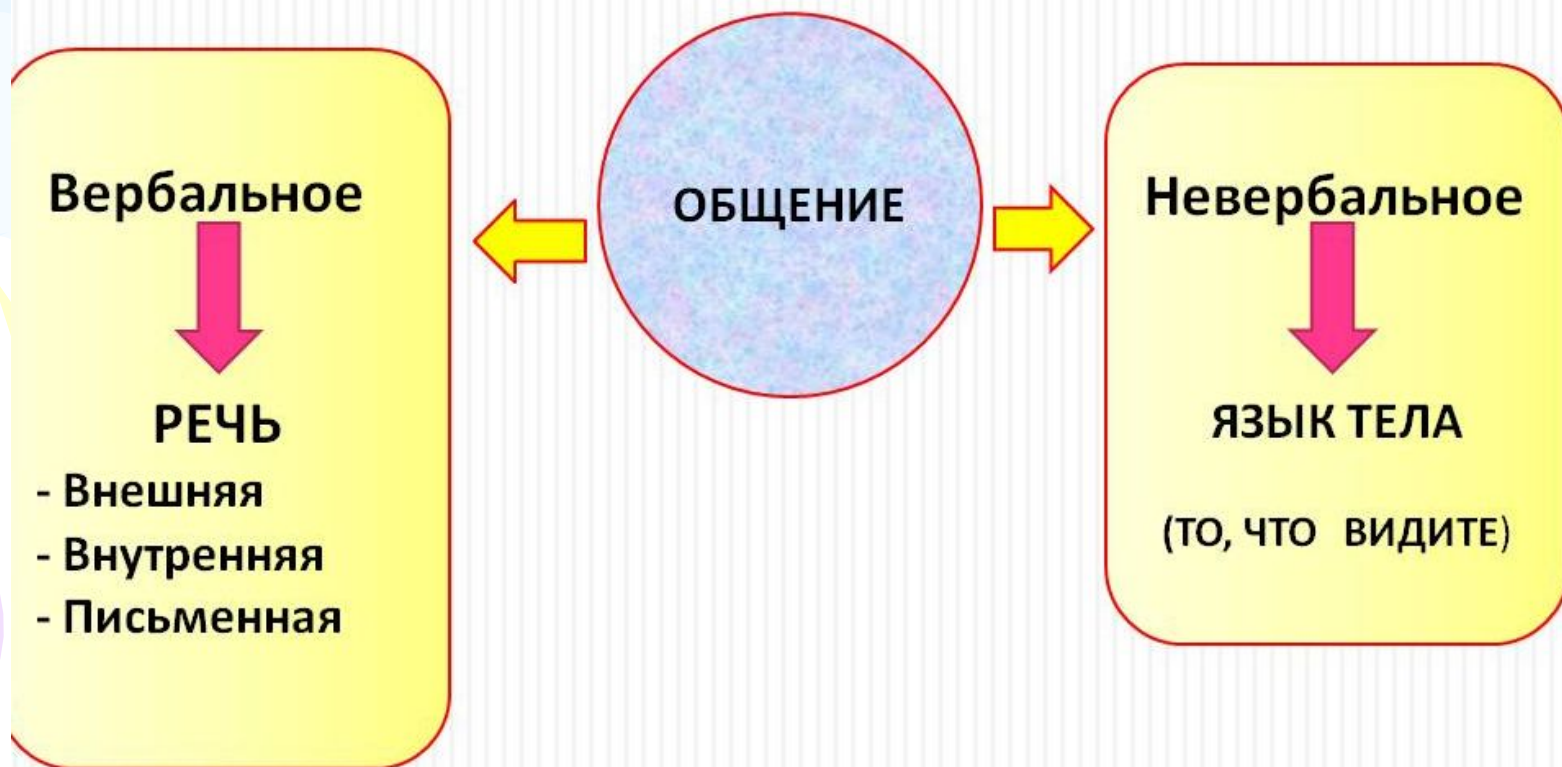 ОБЩЕНИЕ
Вербальное
РЕЧЬ
- Внешняя
- Внутренняя
- Письменная
Невербальное
ЯЗЫК ТЕЛА
(ТО, ЧТО ВИДИТЕ)